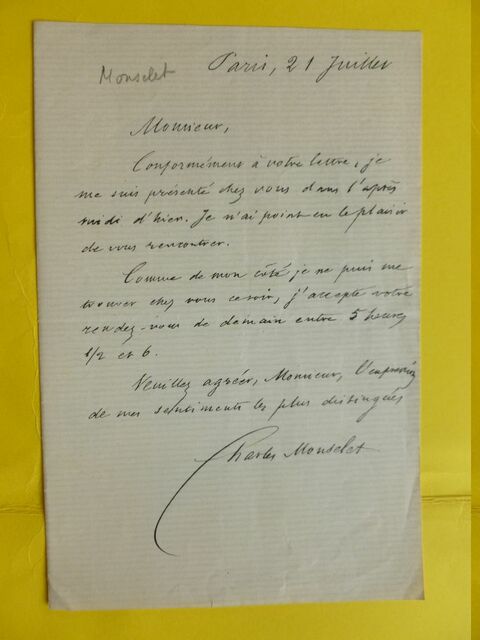 Monselet
Paris, 21 Juillet
Monsieur,
Conformément à votre lettre, je
me suis présenté chez vous dans l'après
midi d'hier. Je n'ai point eu le plaisir
de vous rencontrer.
Comme de mon côté je ne puis me
trouver chez vous ce soir, j'accepte votre
rendez-vous de demain entre 5 heures
1/2 et 6.
Veuillez agréer, Monsieur, l'expression
de mes sentiments les plus distingués
Charles Monselet